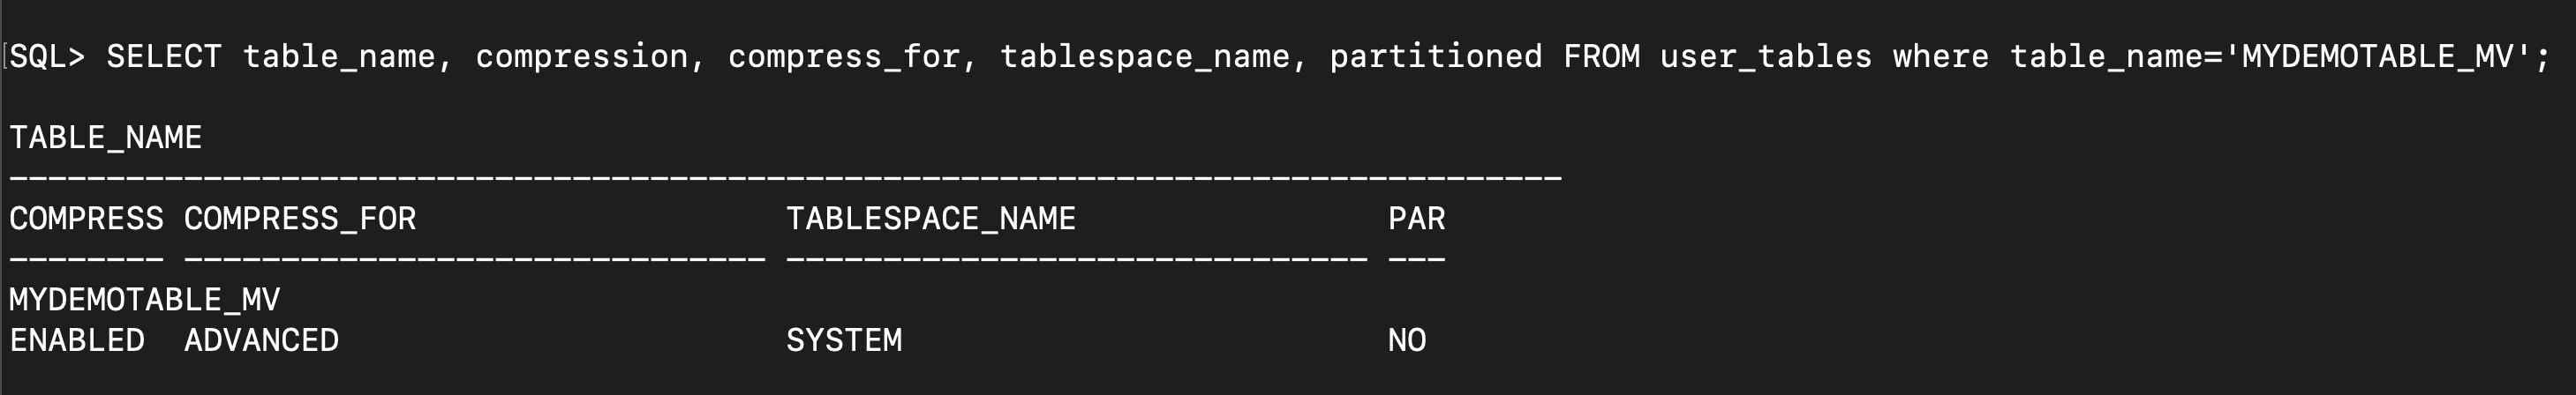 SQL> SELECT table_name, compression, compress_for, tablespace_name, partitioned FROM user_tables where table_name='MYDEMOTABLE_MV';
TABLE_NAME
--------------------------------------------------------------------------------
COMPRESS COMPRESS_FOR                   TABLESPACE_NAME                PAR
-------- ------------------------------ ------------------------------ ---
MYDEMOTABLE_MV
ENABLED  ADVANCED                       SYSTEM                         NO